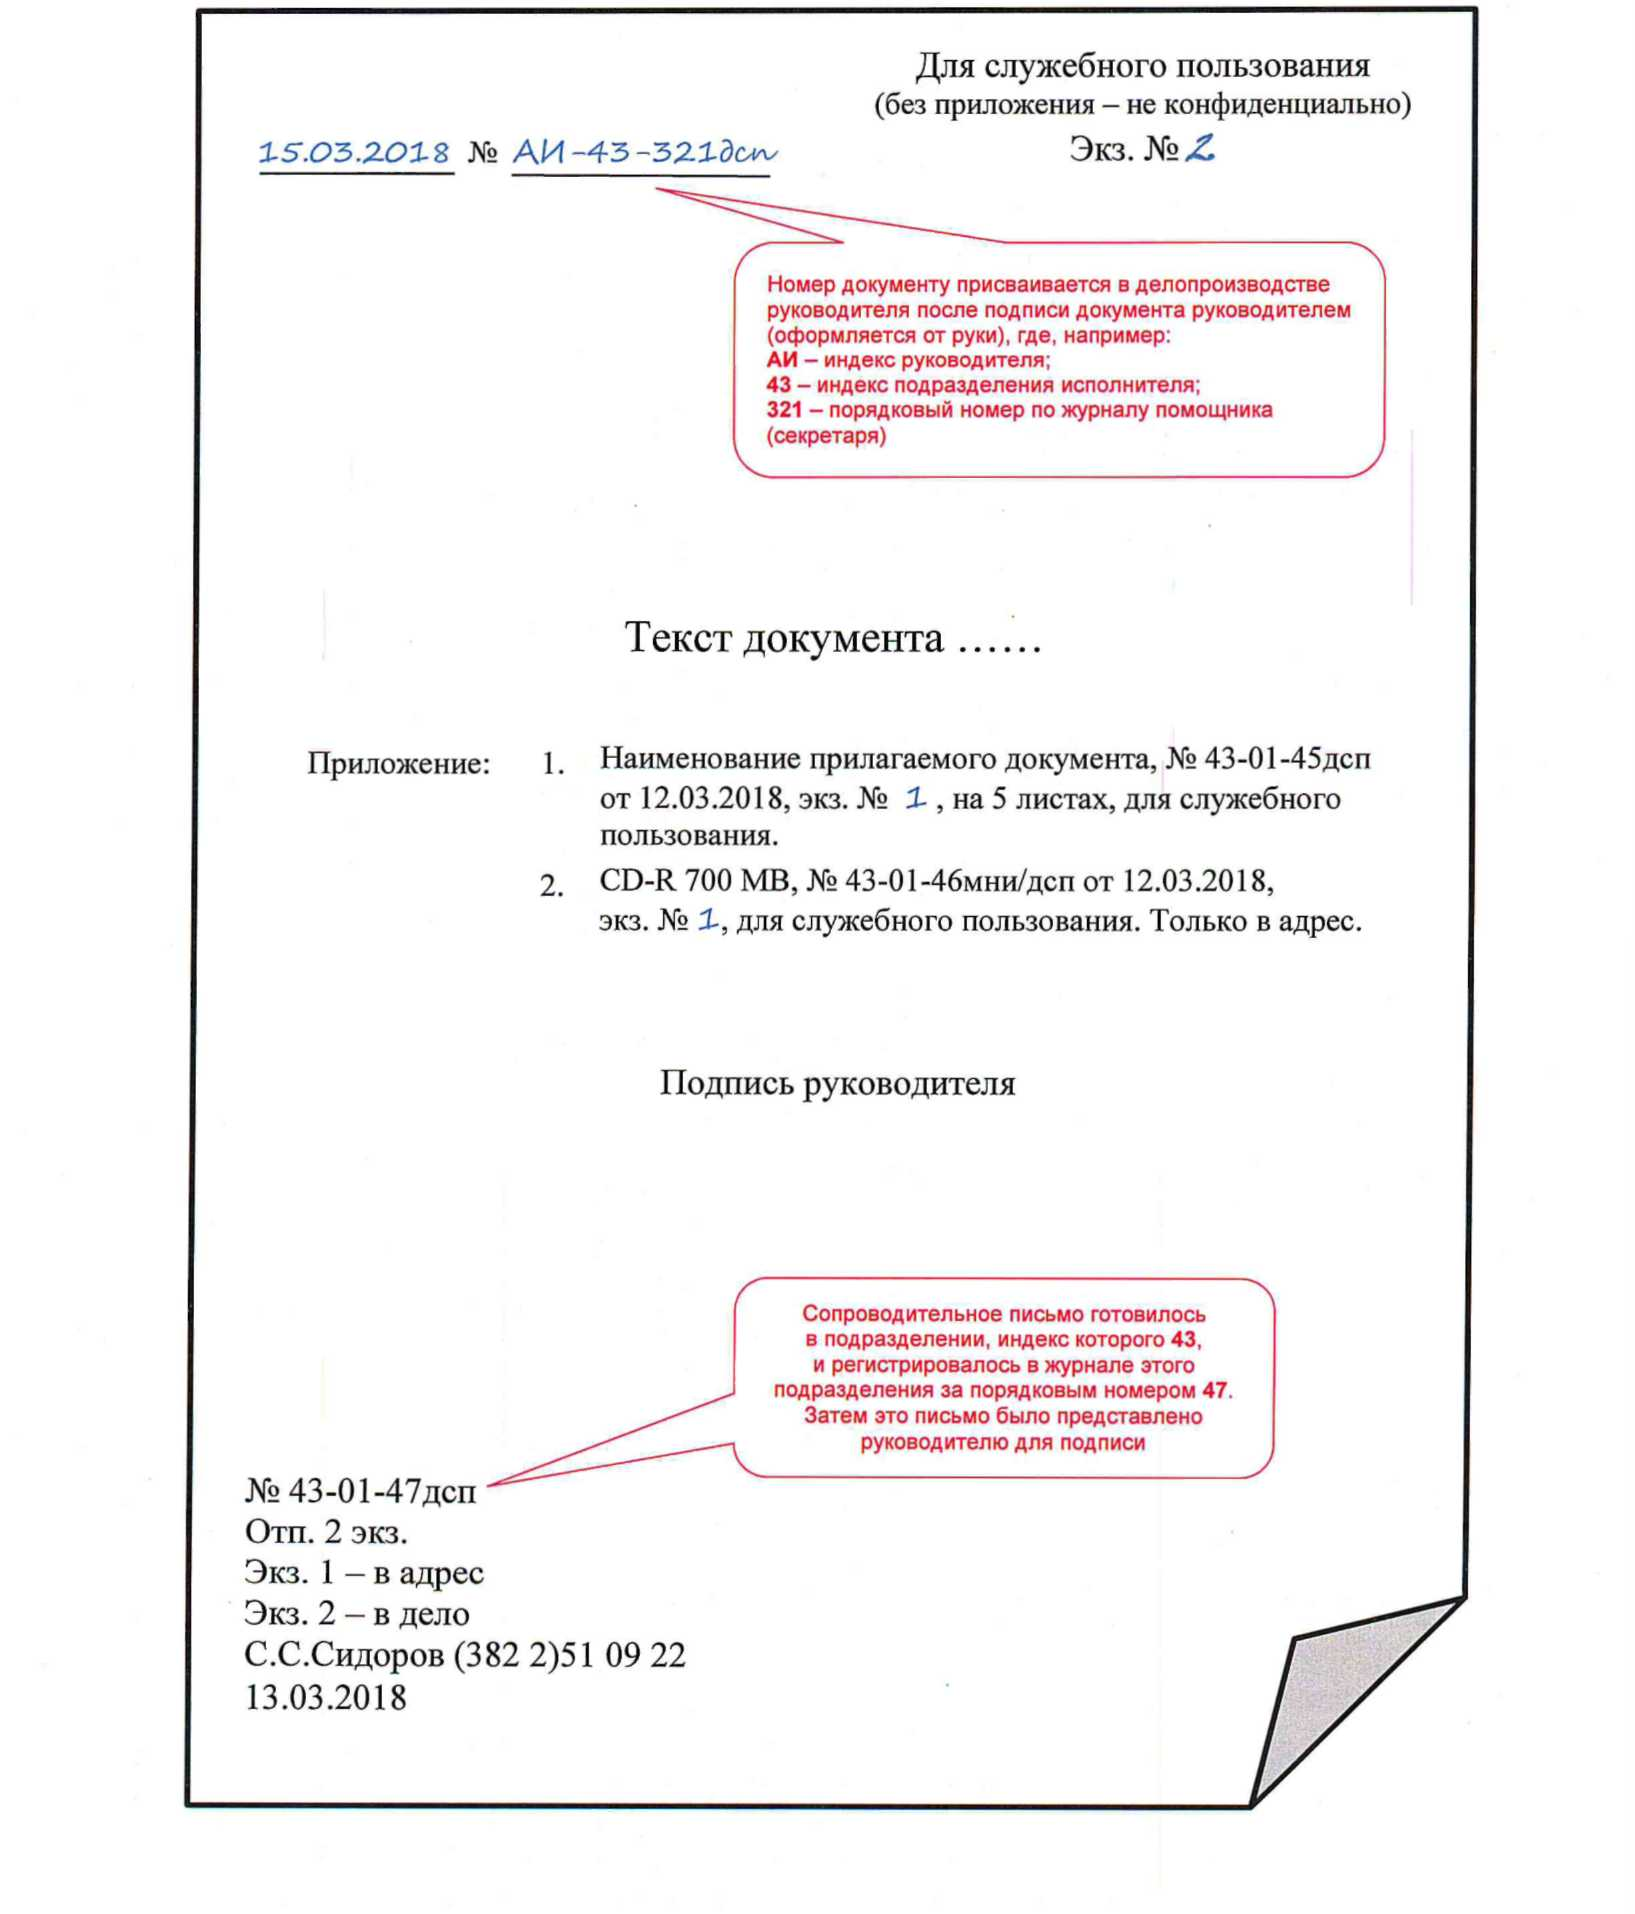 Для служебного пользования
(без приложения – не конфиденциально)
15.03.2018 № АИ-43-321дсп
Экз. № 2
Номер документу присваивается в делопроизводстве
руководителя после подписи документа руководителем
(оформляется от руки), где, например:
АИ – индекс руководителя;
43 – индекс подразделения исполнителя;
321 – порядковый номер по журналу помощника
(секретаря)
Текст документа ……
Приложение: 1. Наименование прилагаемого документа, № 43-01-45дсп
от 12.03.2018, экз. № 1 , на 5 листах, для служебного
пользования.
2. CD-R 700 MB, № 43-01-46мни/дсп от 12.03.2018,
экз. № 1, для служебного пользования. Только в адрес.
Подпись руководителя
Сопроводительное письмо готовилось
в подразделении, индекс которого 43,
и регистрировалось в журнале этого
подразделения за порядковым номером 47.
Затем это письмо было представлено
руководителю для подписи
№ 43-01-47дсп
Отп. 2 экз.
Экз. 1 – в адрес
Экз. 2 – в дело
С.С.Сидоров (382 2)51 09 22
13.03.2018